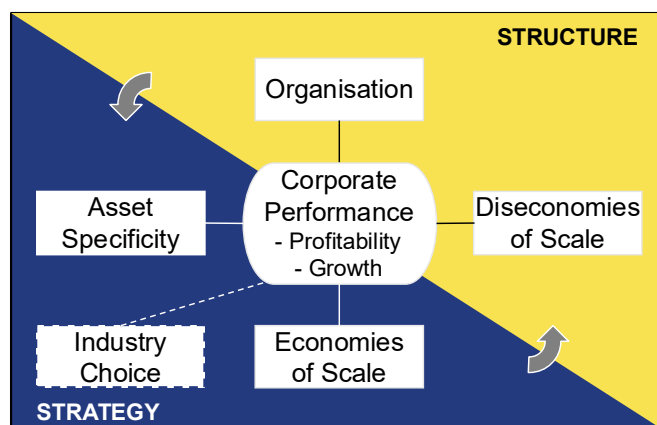 STRUCTURE
Organisation
Corporate
Performance
- Profitability
- Growth
Asset
Specificity
Diseconomies
of Scale
Industry
Choice
Economies
of Scale
STRATEGY